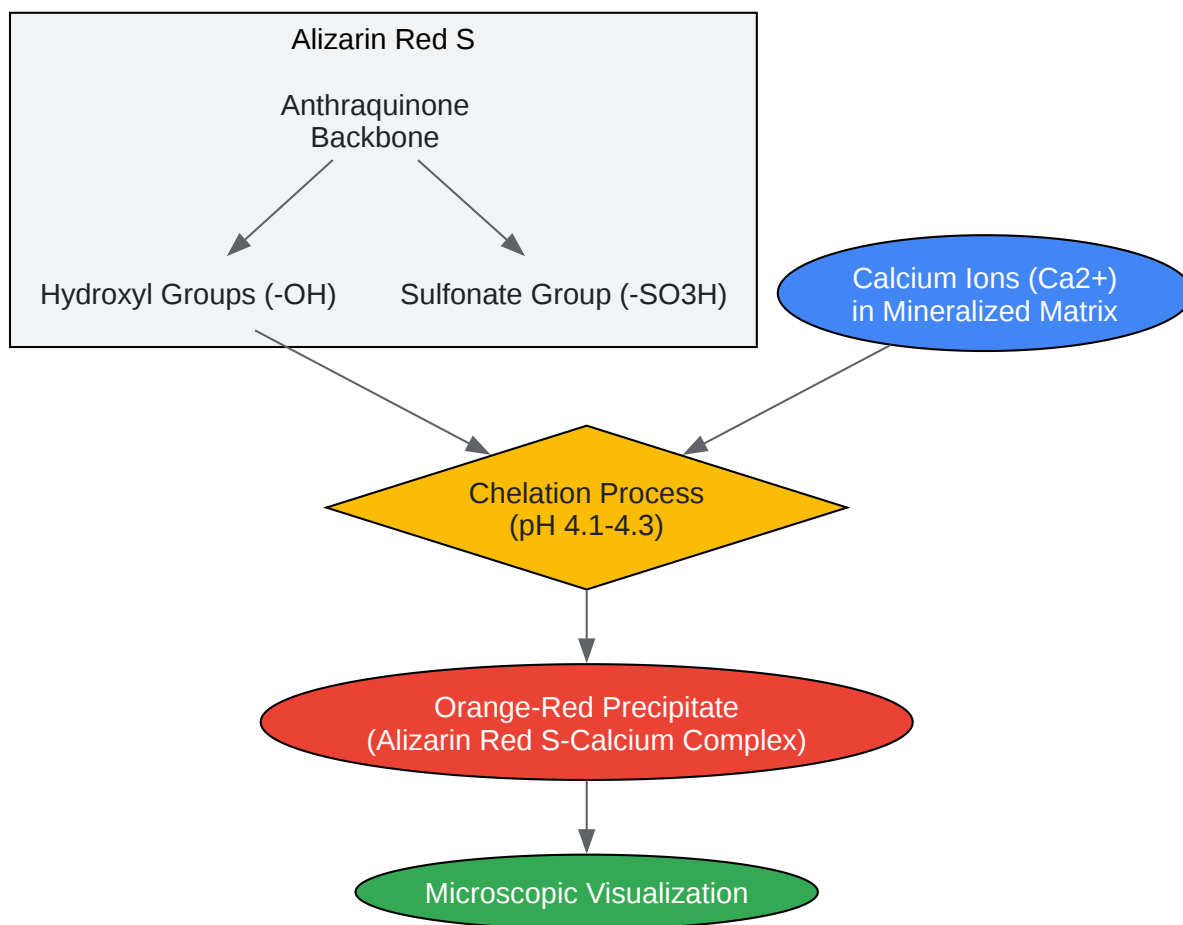 Alizarin Red S
Anthraquinone
Backbone
Hydroxyl Groups (-OH)
Sulfonate Group (-SO3H)
Calcium Ions (Ca2+)
in Mineralized Matrix
Chelation Process
(pH 4.1-4.3)
Orange-Red Precipitate
(Alizarin Red S-Calcium Complex)
Microscopic Visualization